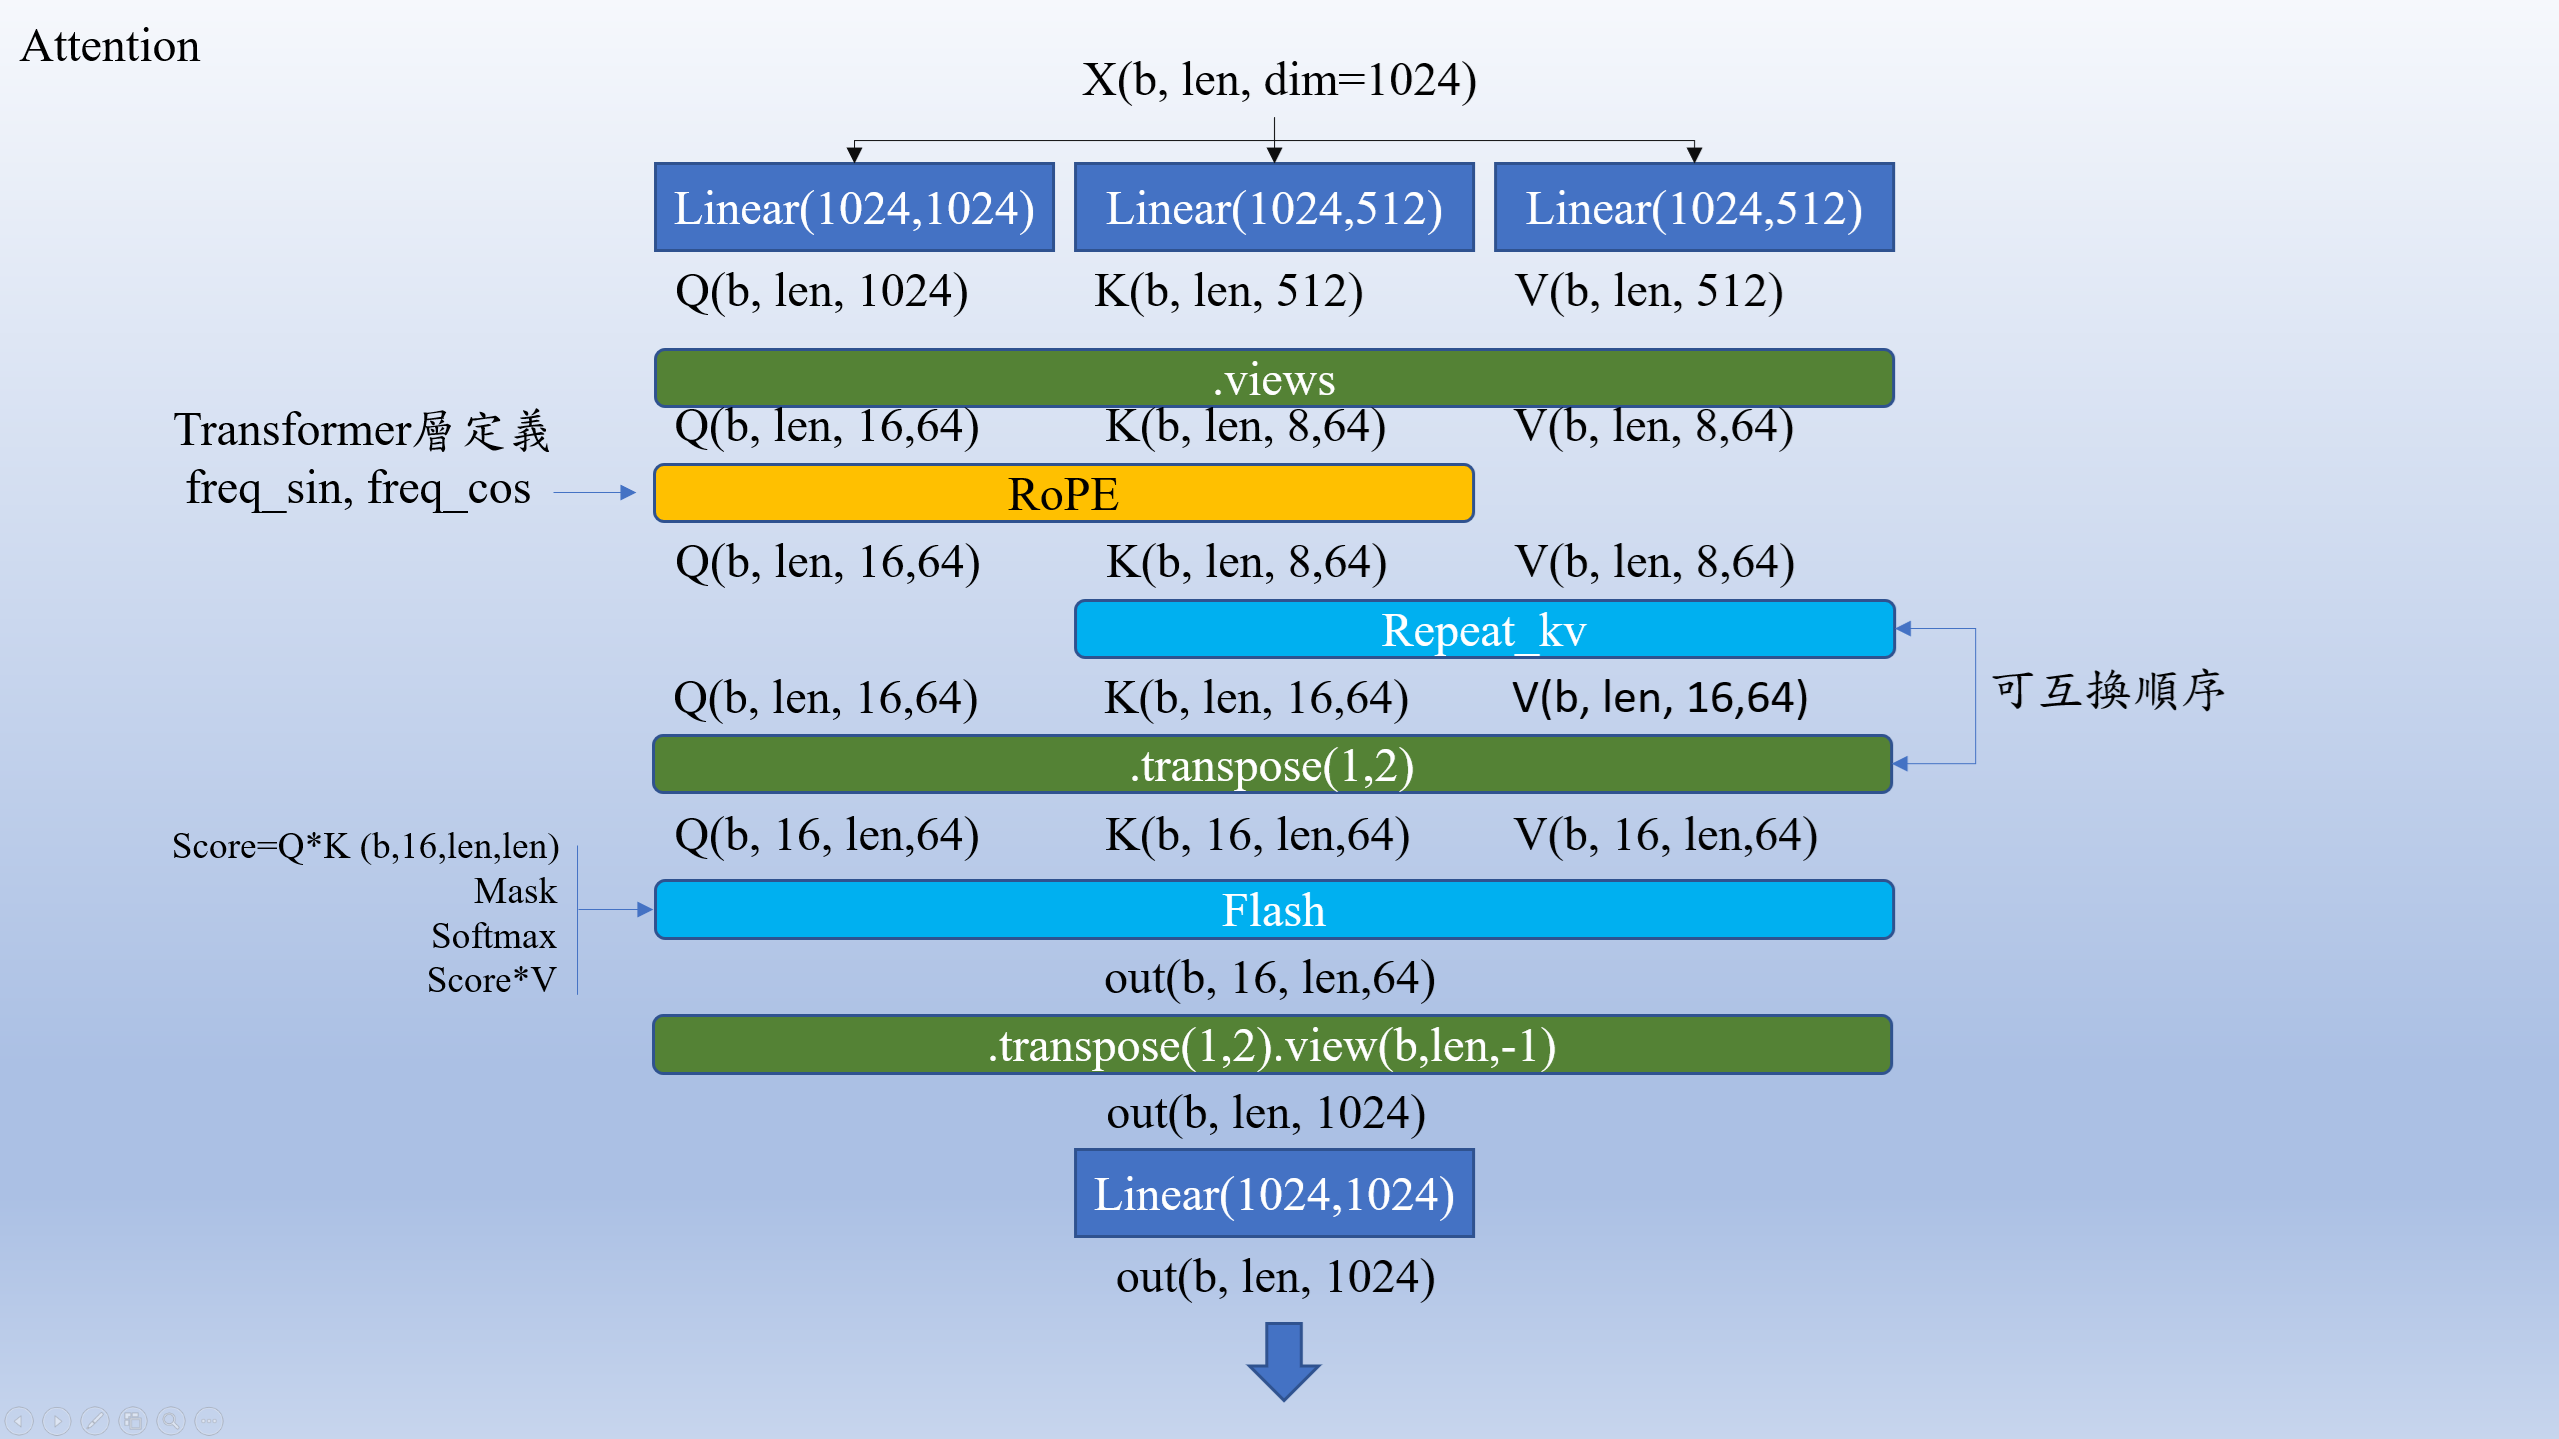 Attention
X(b, len, dim=1024)
Linear(1024,1024)
Linear(1024,512)
Linear(1024,512)
Q(b, len, 1024)
K(b, len, 512)
V(b, len, 512)
.views
Q(b, len, 16,64)
K(b, len, 8,64)
V(b, len, 8,64)
Transformer層定義
freq_sin, freq_cos
RoPE
Q(b, len, 16,64)
K(b, len, 8,64)
V(b, len, 8,64)
Repeat_kv
Q(b, len, 16,64)
K(b, len, 16,64)
V(b, len, 16,64)
可互換順序
.transpose(1,2)
Q(b, 16, len,64)
K(b, 16, len,64)
V(b, 16, len,64)
Score=Q*K (b,16,len,len)
Mask
Softmax
Score*V
Flash
out(b, 16, len,64)
.transpose(1,2).view(b,len,-1)
out(b, len, 1024)
Linear(1024,1024)
out(b, len, 1024)